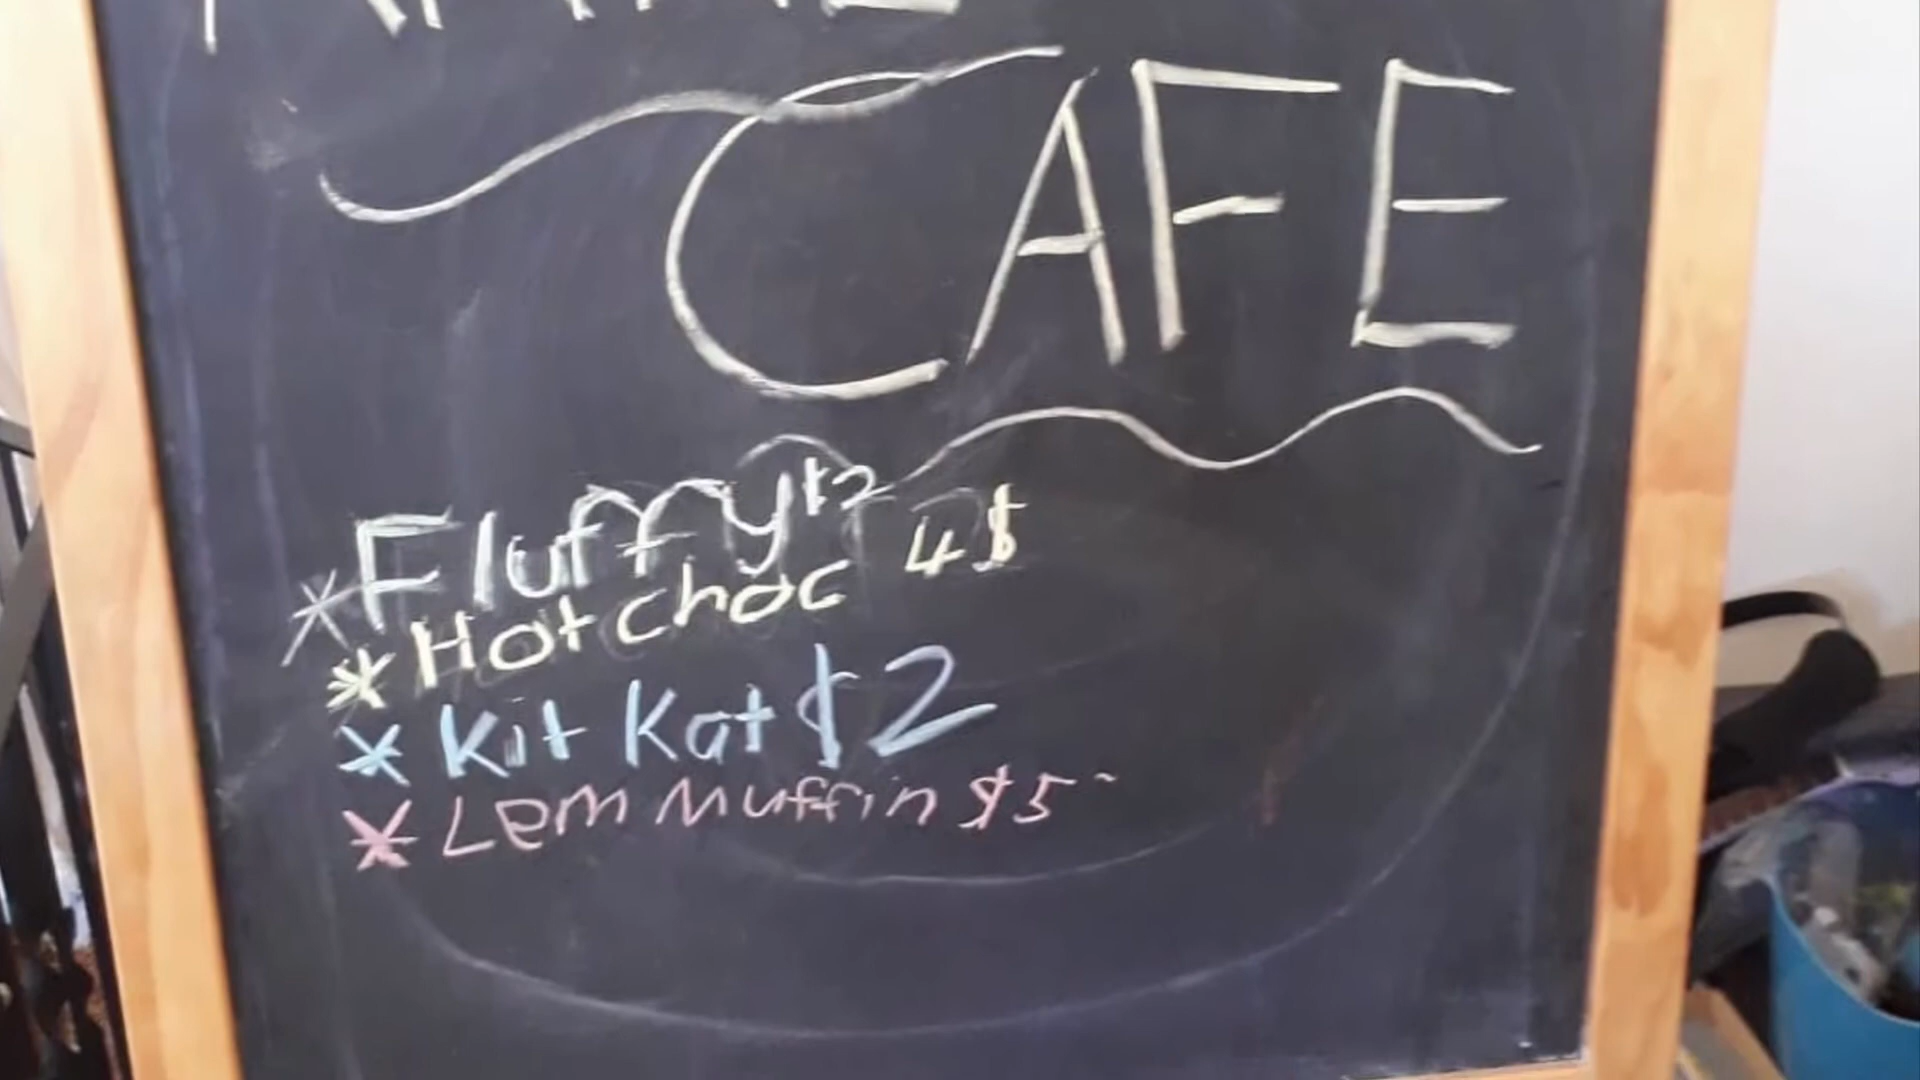 CAFE
* Fluffy $2
* Hot choc 4$
* Kit Kat $2
* Lem Muffin $5